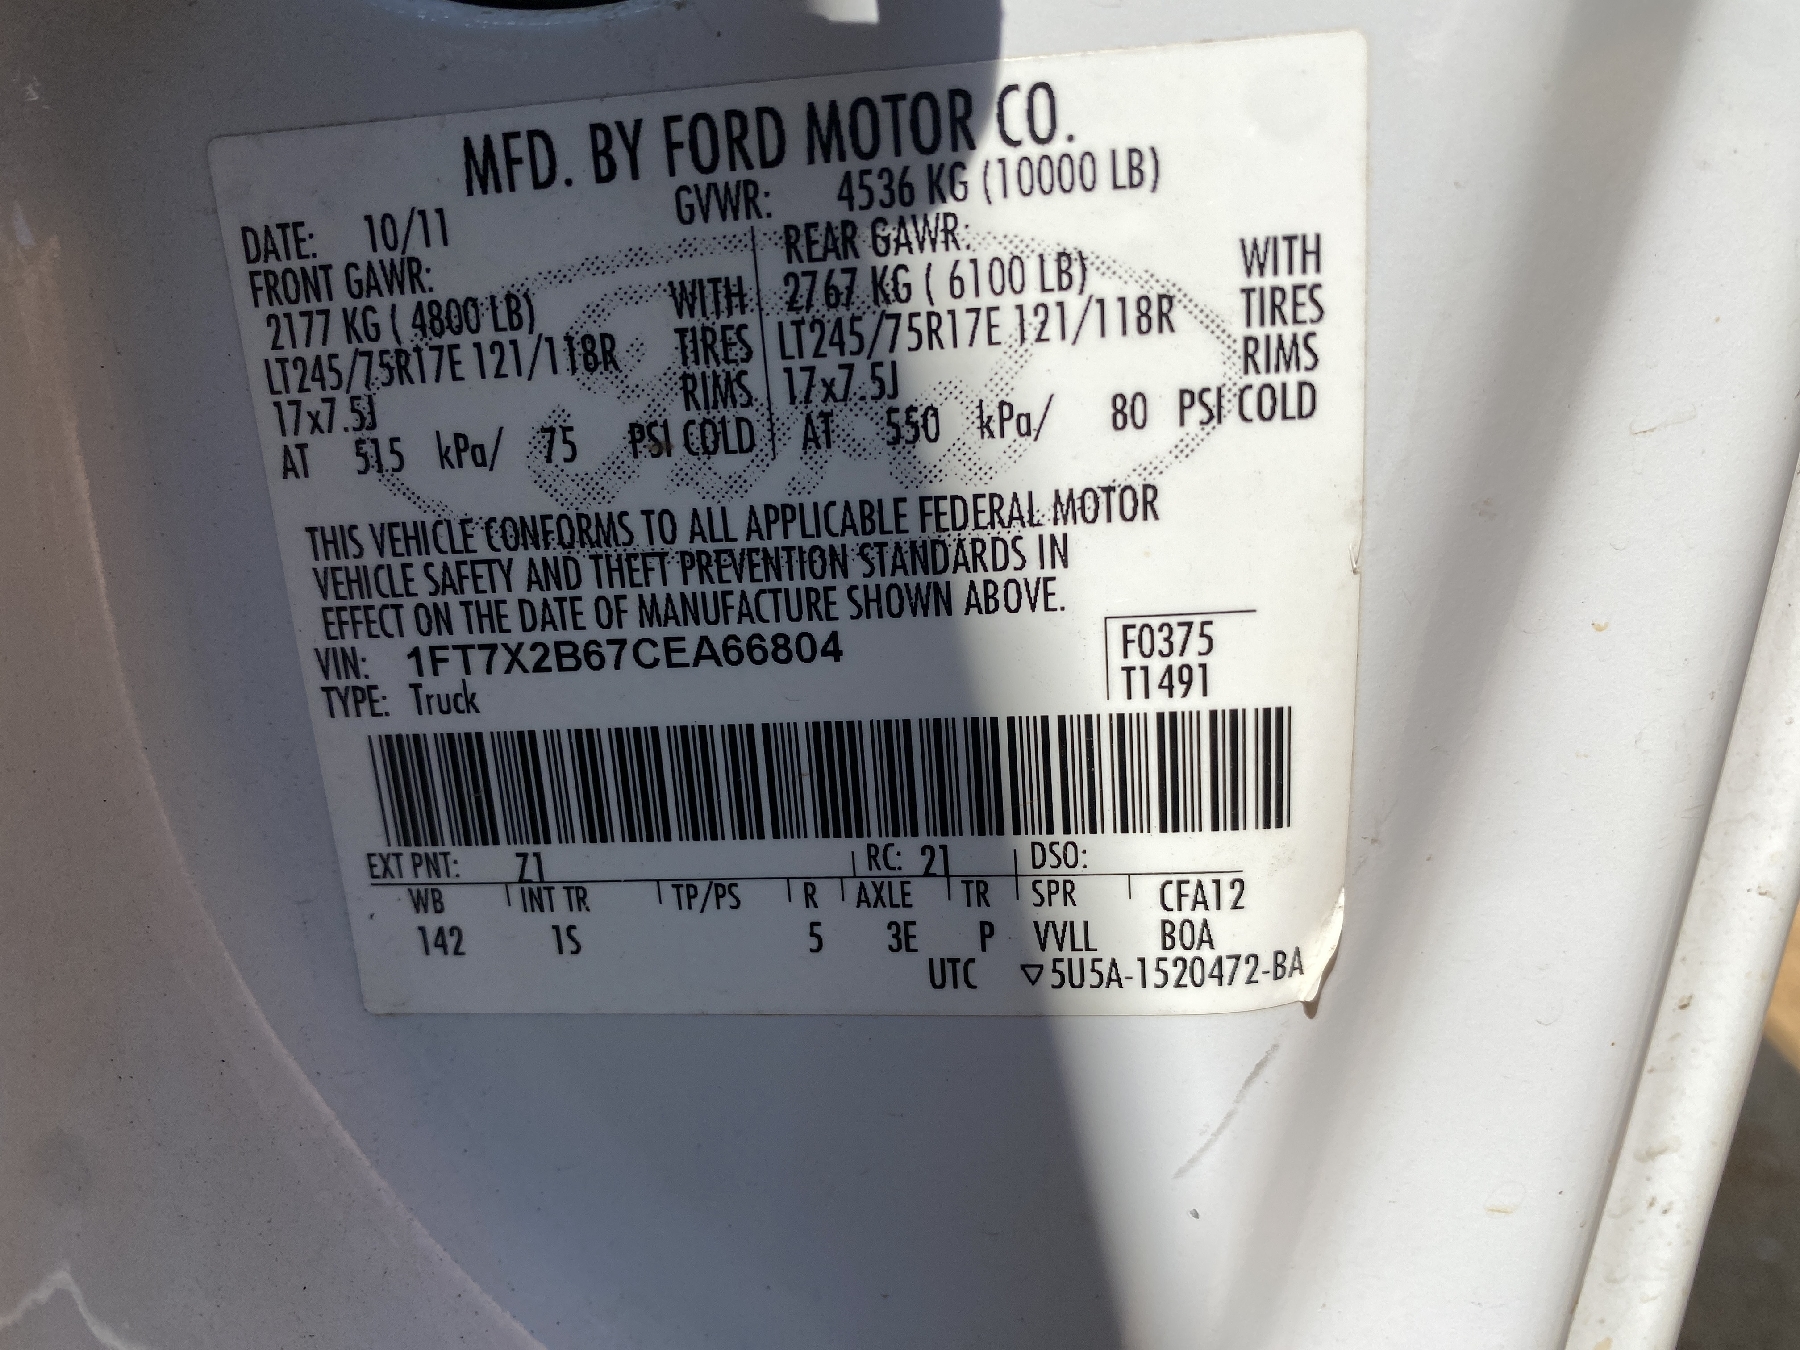 MFD. BY FORD MOTOR CO.
DATE: 10/11 GVWR: 4536 KG (10000 LB)
FRONT GAWR: REAR GAWR:
2177 KG ( 4800 LB) WITH 2767 KG ( 6100 LB) WITH
LT245/75R17E 121/118R TIRES LT245/75R17E 121/118R TIRES
17x7.5J RIMS 17x7.5J RIMS
AT 515 kPa/ 75 PSI COLD AT 550 kPa/ 80 PSI COLD
THIS VEHICLE CONFORMS TO ALL APPLICABLE FEDERAL MOTOR
VEHICLE SAFETY AND THEFT PREVENTION STANDARDS IN
EFFECT ON THE DATE OF MANUFACTURE SHOWN ABOVE.
VIN: 1FT7X2B67CEA66804 F0375
TYPE: Truck T1491
EXT PNT: Z1 RC: 21 DSO:
WB INT TR TP/PS R AXLE TR SPR CFA12
142 1S 5 3E P VVLL BOA
UTC ▽5U5A-1520472-BA